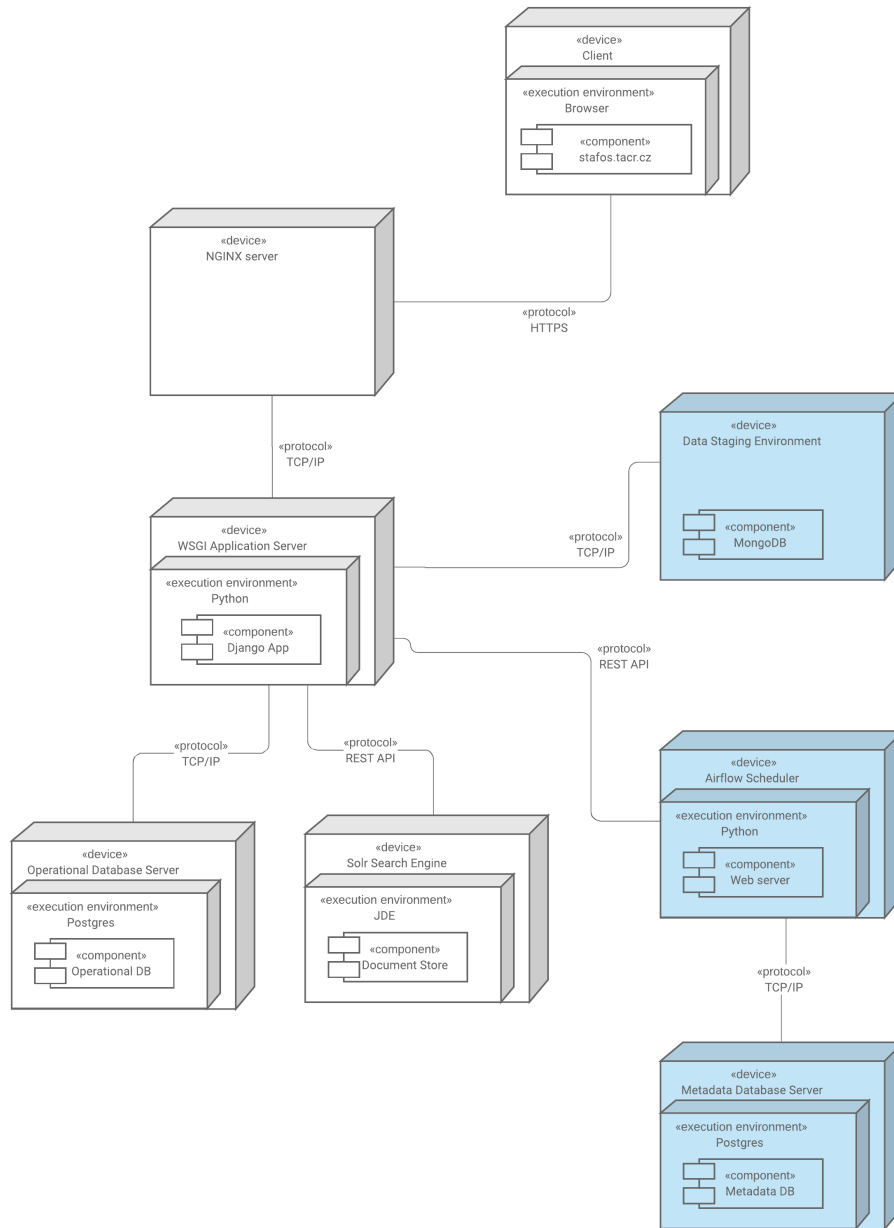 «device»
Client
«execution environment»
Browser
«component»
stafos.tacr.cz
«device»
NGINX server
«protocol»
HTTPS
«device»
Data Staging Environment
«component»
MongoDB
«protocol»
TCP/IP
«device»
WSGI Application Server
«execution environment»
Python
«component»
Django App
«protocol»
TCP/IP
«protocol»
REST API
«protocol»
TCP/IP
«protocol»
REST API
«device»
Airflow Scheduler
«execution environment»
Python
«component»
Web server
«device»
Operational Database Server
«execution environment»
Postgres
«component»
Operational DB
«device»
Solr Search Engine
«execution environment»
JDE
«component»
Document Store
«protocol»
TCP/IP
«device»
Metadata Database Server
«execution environment»
Postgres
«component»
Metadata DB